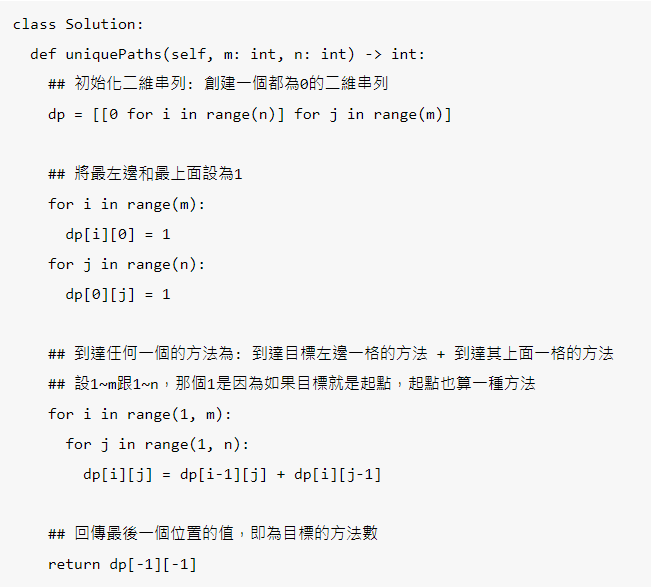 class Solution:
  def uniquePaths(self, m: int, n: int) -> int:
    ## 初始化二維串列: 創建一個都為0的二維串列
    dp = [[0 for i in range(n)] for j in range(m)]

    ## 將最左邊和最上面設為1
    for i in range(m):
      dp[i][0] = 1
    for j in range(n):
      dp[0][j] = 1

    ## 到達任何一個的方法為: 到達目標左邊一格的方法 + 到達其上面一格的方法
    ## 設1~m跟1~n，那個1是因為如果目標就是起點，起點也算一種方法
    for i in range(1, m):
      for j in range(1, n):
        dp[i][j] = dp[i-1][j] + dp[i][j-1]

    ## 回傳最後一個位置的值，即為目標的方法數
    return dp[-1][-1]